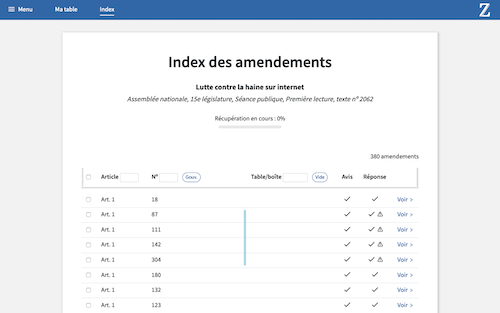 Menu Ma table Index Z
Index des amendements
Lutte contre la haine sur internet
Assemblée nationale, 15e législature, Séance publique, Première lecture, texte n° 2062
Récupération en cours : 0%
380 amendements
Article N° Gouv. Table/boîte Vide Avis Réponse
Art. 1 18 Voir >
Art. 1 87 Voir >
Art. 1 111 Voir >
Art. 1 142 Voir >
Art. 1 304 Voir >
Art. 1 180 Voir >
Art. 1 132 Voir >
Art. 1 123 Voir >